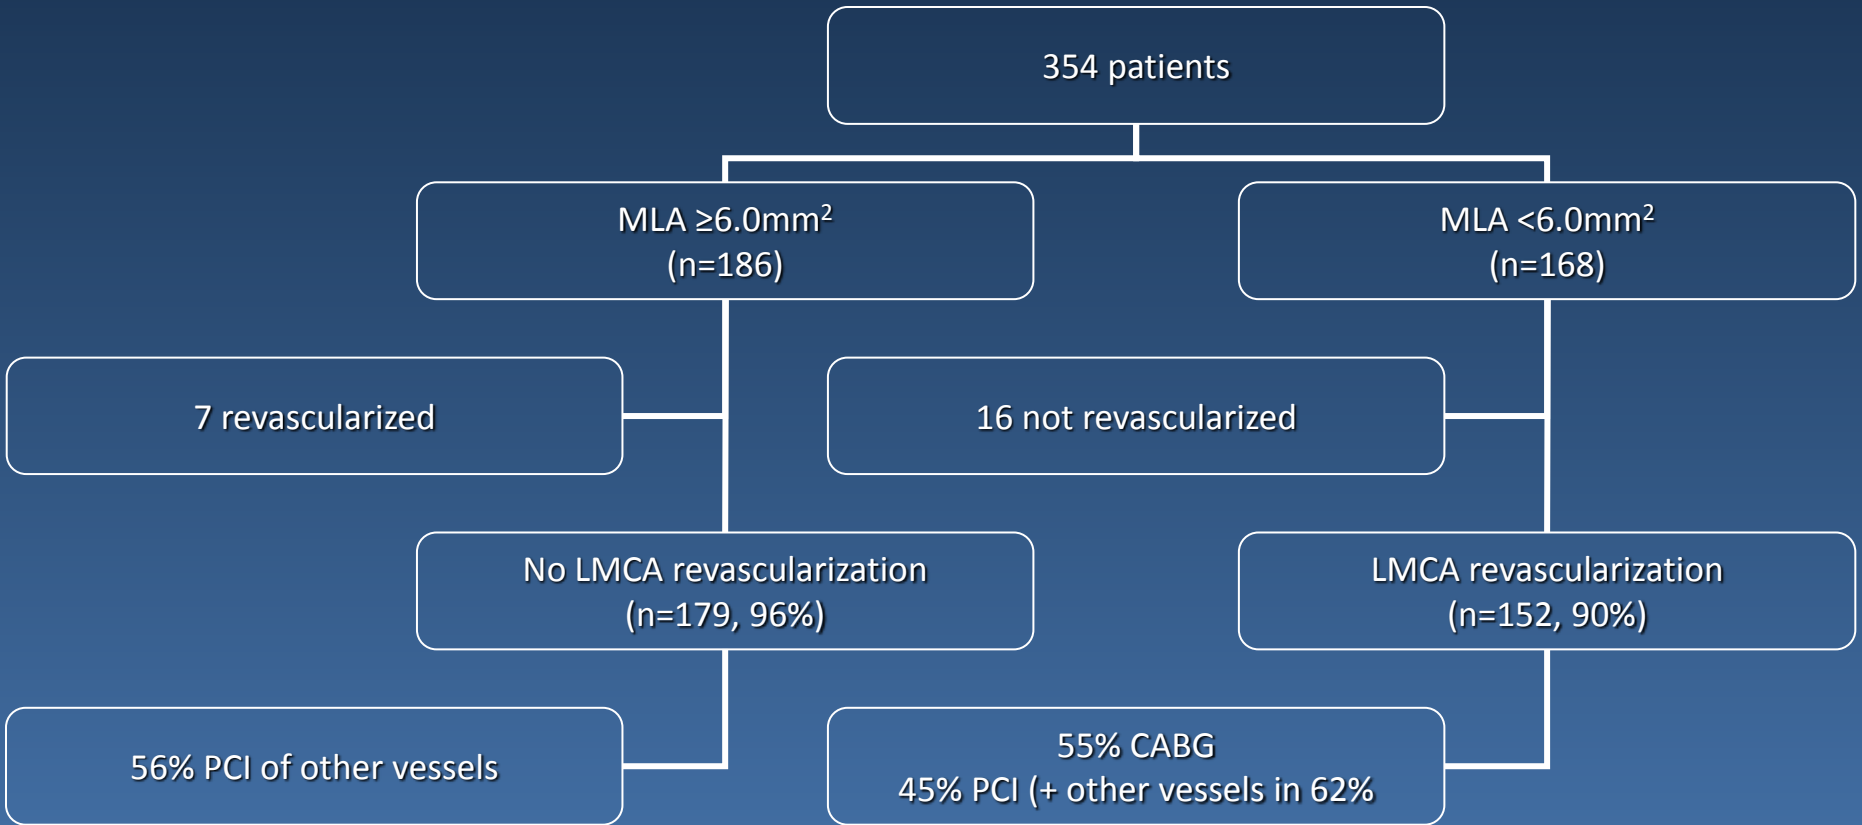 354 patients
MLA ≥6.0mm²
(n=186)
MLA <6.0mm²
(n=168)
7 revascularized
16 not revascularized
No LMCA revascularization
(n=179, 96%)
LMCA revascularization
(n=152, 90%)
56% PCI of other vessels
55% CABG
45% PCI (+ other vessels in 62%